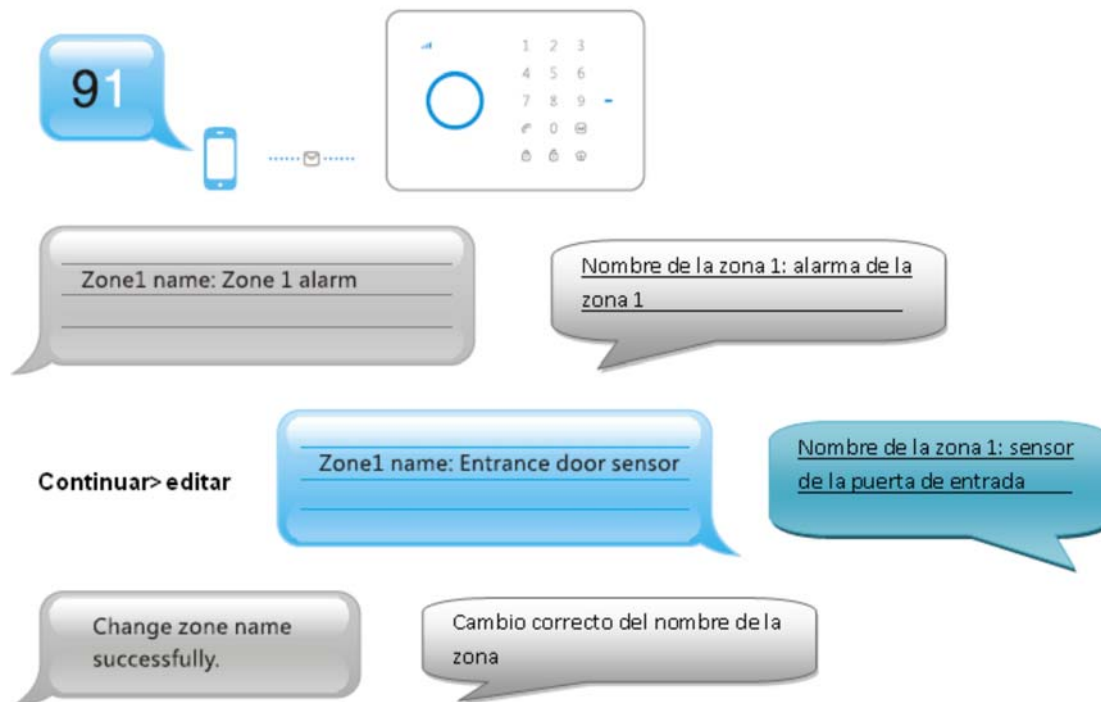 91
1 2 3
4 5 6
7 8 9
0
Zone1 name: Zone 1 alarm
Nombre de la zona 1: alarma de la
zona 1
Continuar> editar
Zone1 name: Entrance door sensor
Nombre de la zona 1: sensor
de la puerta de entrada
Change zone name
successfully.
Cambio correcto del nombre de la
zona